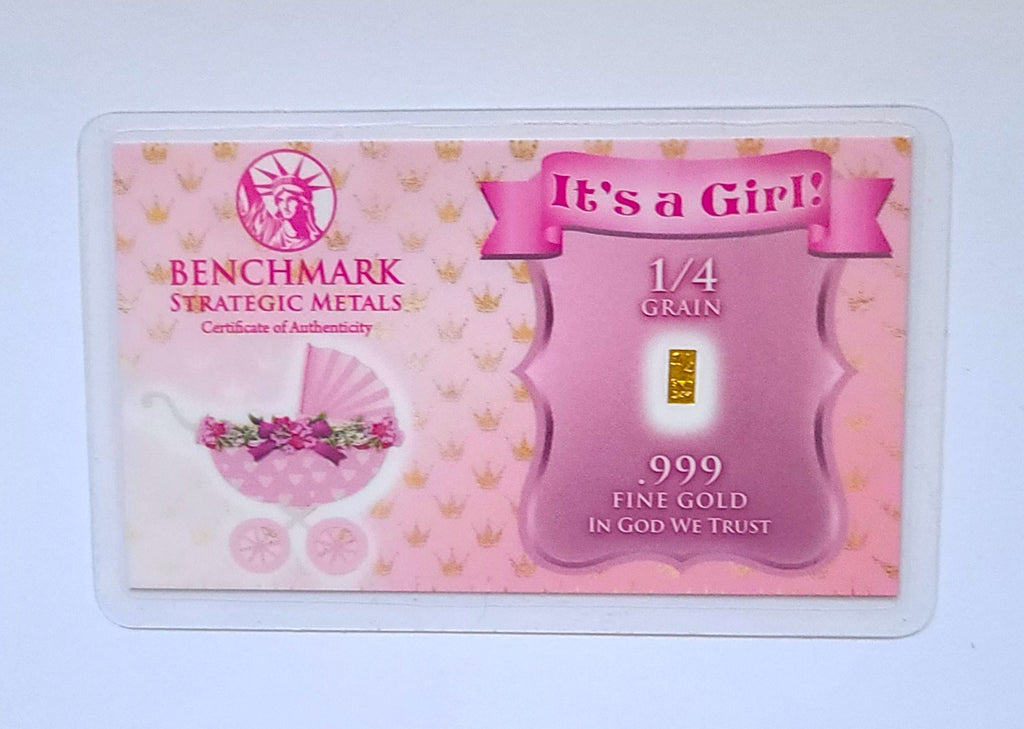 BENCHMARK
STRATEGIC METALS
Certificate of Authenticity
It's a Girl!
1/4
GRAIN
.999
FINE GOLD
IN GOD WE TRUST